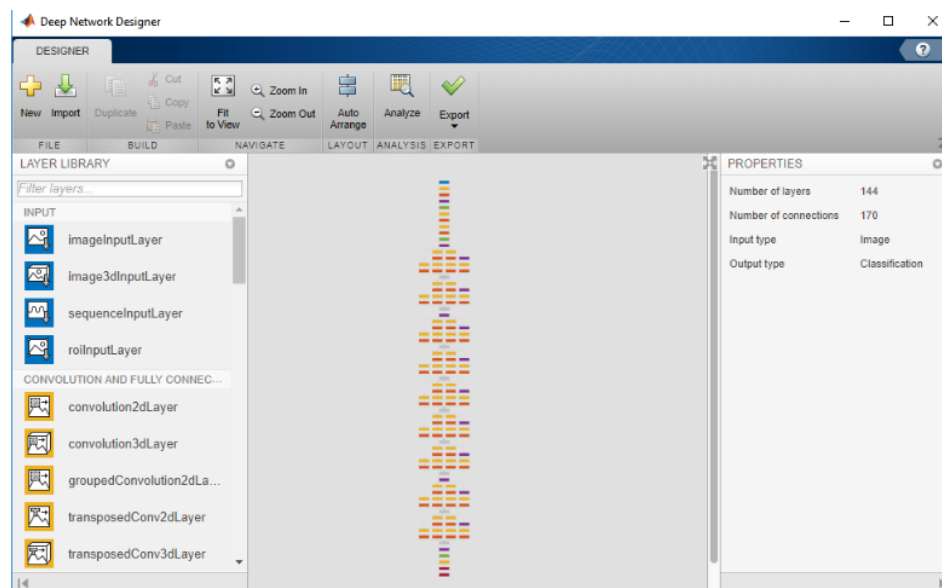 Deep Network Designer
DESIGNER
?
New
Import
Duplicate
Cut
Copy
Paste
Fit
to View
Zoom In
Zoom Out
Auto
Arrange
Analyze
Export
FILE
BUILD
NAVIGATE
LAYOUT
ANALYSIS
EXPORT
LAYER LIBRARY
Filter layers...
INPUT
imageInputLayer
image3dInputLayer
sequenceInputLayer
roiInputLayer
CONVOLUTION AND FULLY CONNEC...
convolution2dLayer
convolution3dLayer
groupedConvolution2dLa...
transposedConv2dLayer
transposedConv3dLayer
PROPERTIES
Number of layers 144
Number of connections 170
Input type Image
Output type Classification